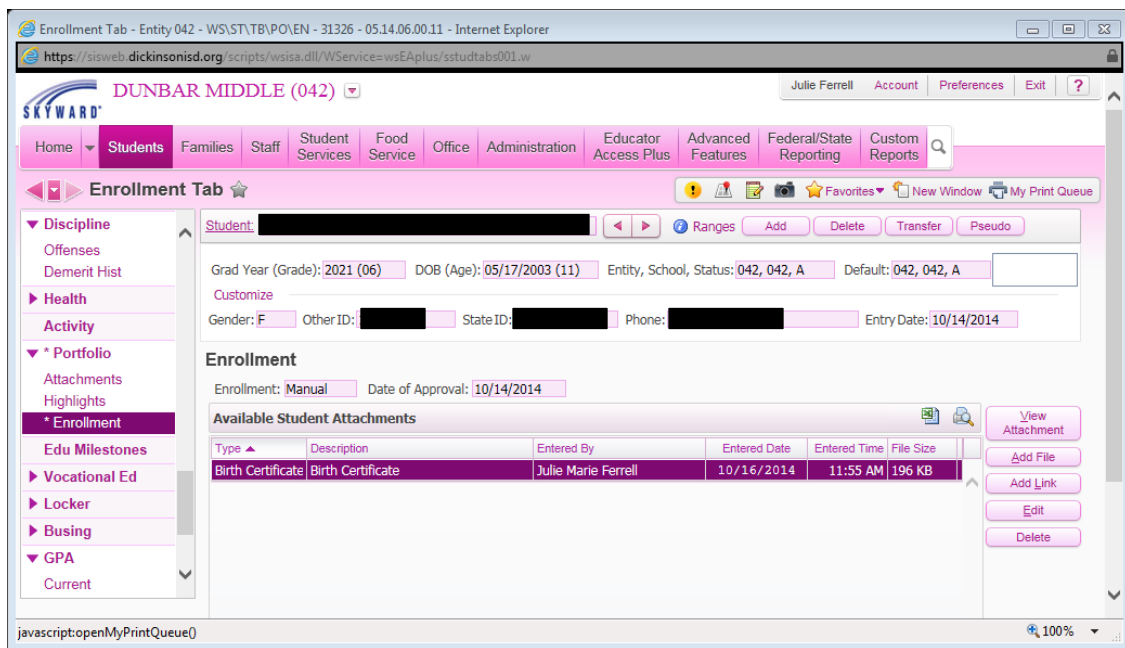 Enrollment Tab - Entity 042 - WS\ST\TB\PO\EN - 31326 - 05.14.06.00.11 - Internet Explorer
https://sisweb.dickinsonisd.org/scripts/wsisa.dll/WService=wsEAplus/sstudtabs001.w
SKYWARD DUNBAR MIDDLE (042) Julie Ferrell Account Preferences Exit ?
Home Students Families Staff Student Services Food Service Office Administration Educator Access Plus Advanced Features Federal/State Reporting Custom Reports
Enrollment Tab Favorites New Window My Print Queue
Discipline
Offenses
Demerit Hist
Health
Activity
* Portfolio
Attachments
Highlights
* Enrollment
Edu Milestones
Vocational Ed
Locker
Busing
GPA
Current
Student: Ranges Add Delete Transfer Pseudo
Grad Year (Grade): 2021 (06) DOB (Age): 05/17/2003 (11) Entity, School, Status: 042, 042, A Default: 042, 042, A
Customize
Gender: F Other ID: State ID: Phone: Entry Date: 10/14/2014
Enrollment
Enrollment: Manual Date of Approval: 10/14/2014
Available Student Attachments
Type Description Entered By Entered Date Entered Time File Size
Birth Certificate Birth Certificate Julie Marie Ferrell 10/16/2014 11:55 AM 196 KB
View Attachment
Add File
Add Link
Edit
Delete
javascript:openMyPrintQueue() 100%